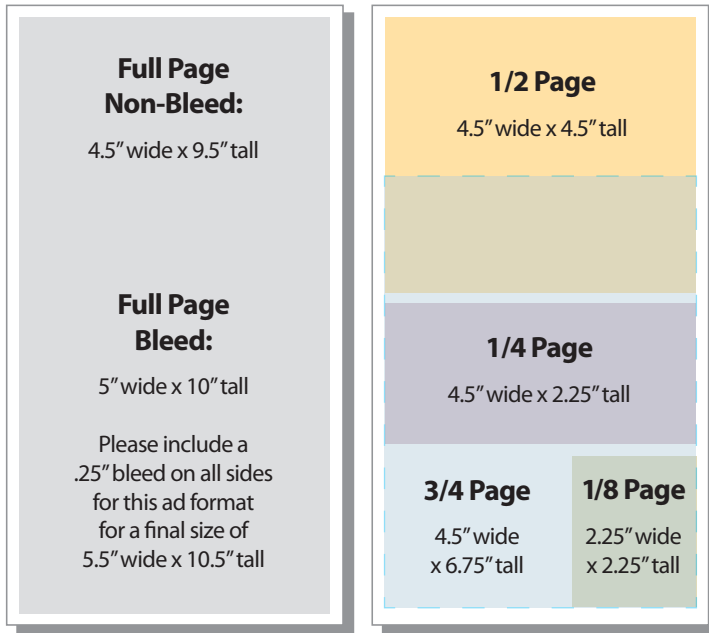 Full Page
Non-Bleed:
4.5” wide x 9.5” tall
Full Page
Bleed:
5” wide x 10” tall
Please include a
.25” bleed on all sides
for this ad format
for a final size of
5.5” wide x 10.5” tall
1/2 Page
4.5” wide x 4.5” tall
1/4 Page
4.5” wide x 2.25” tall
3/4 Page
4.5” wide
x 6.75” tall
1/8 Page
2.25” wide
x 2.25” tall